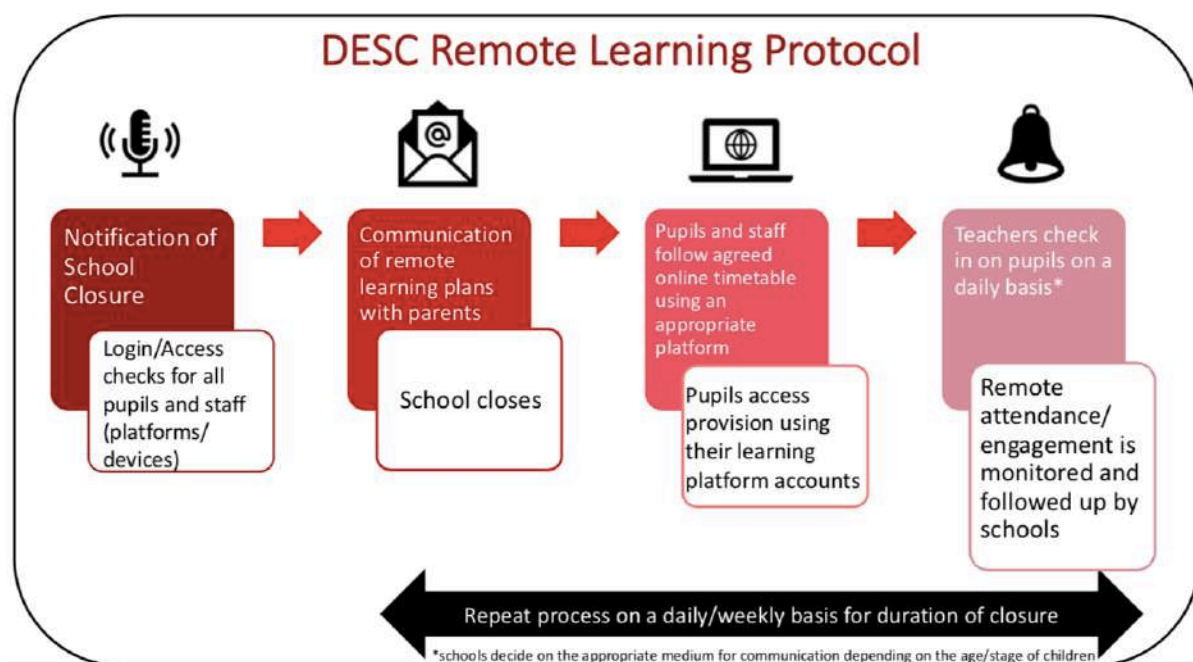 DESC Remote Learning Protocol
@
Notification of
School
Closure
Login/Access
checks for all
pupils and staff
(platforms/
devices)
Communication
of remote
learning plans
with parents
School closes
Pupils and staff
follow agreed
online timetable
using an
appropriate
platform
Pupils access
provision using
their learning
platform accounts
Teachers check
in on pupils on a
daily basis*
Remote
attendance/
engagement is
monitored and
followed up by
schools
Repeat process on a daily/weekly basis for duration of closure
*schools decide on the appropriate medium for communication depending on the age/stage of children